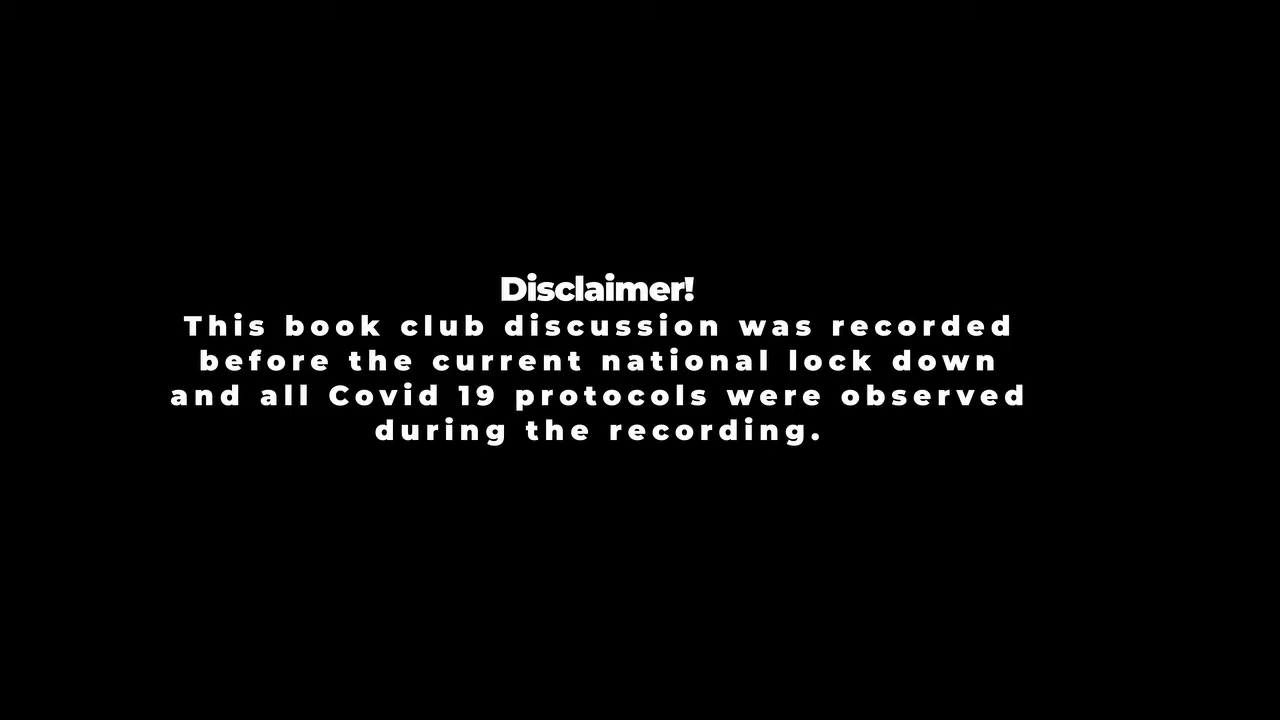 Disclaimer!
This book club discussion was recorded
before the current national lock down
and all Covid 19 protocols were observed
during the recording.